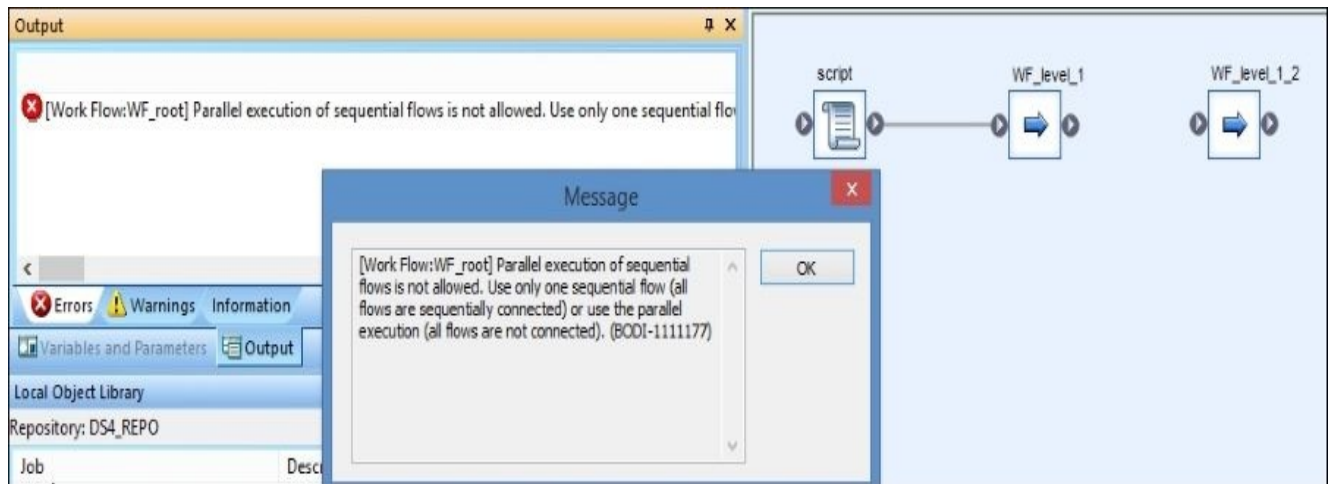 Output
[Work Flow:WF_root] Parallel execution of sequential flows is not allowed. Use only one sequential
Message
[Work Flow:WF_root] Parallel execution of sequential
flows is not allowed. Use only one sequential flow (all
flows are sequentially connected) or use the parallel
execution (all flows are not connected). (BODI-1111177)
OK
Errors
Warnings
Information
Variables and Parameters
Output
Local Object Library
Repository: DS4_REPO
Job
script
WF_level_1
WF_level_1_2